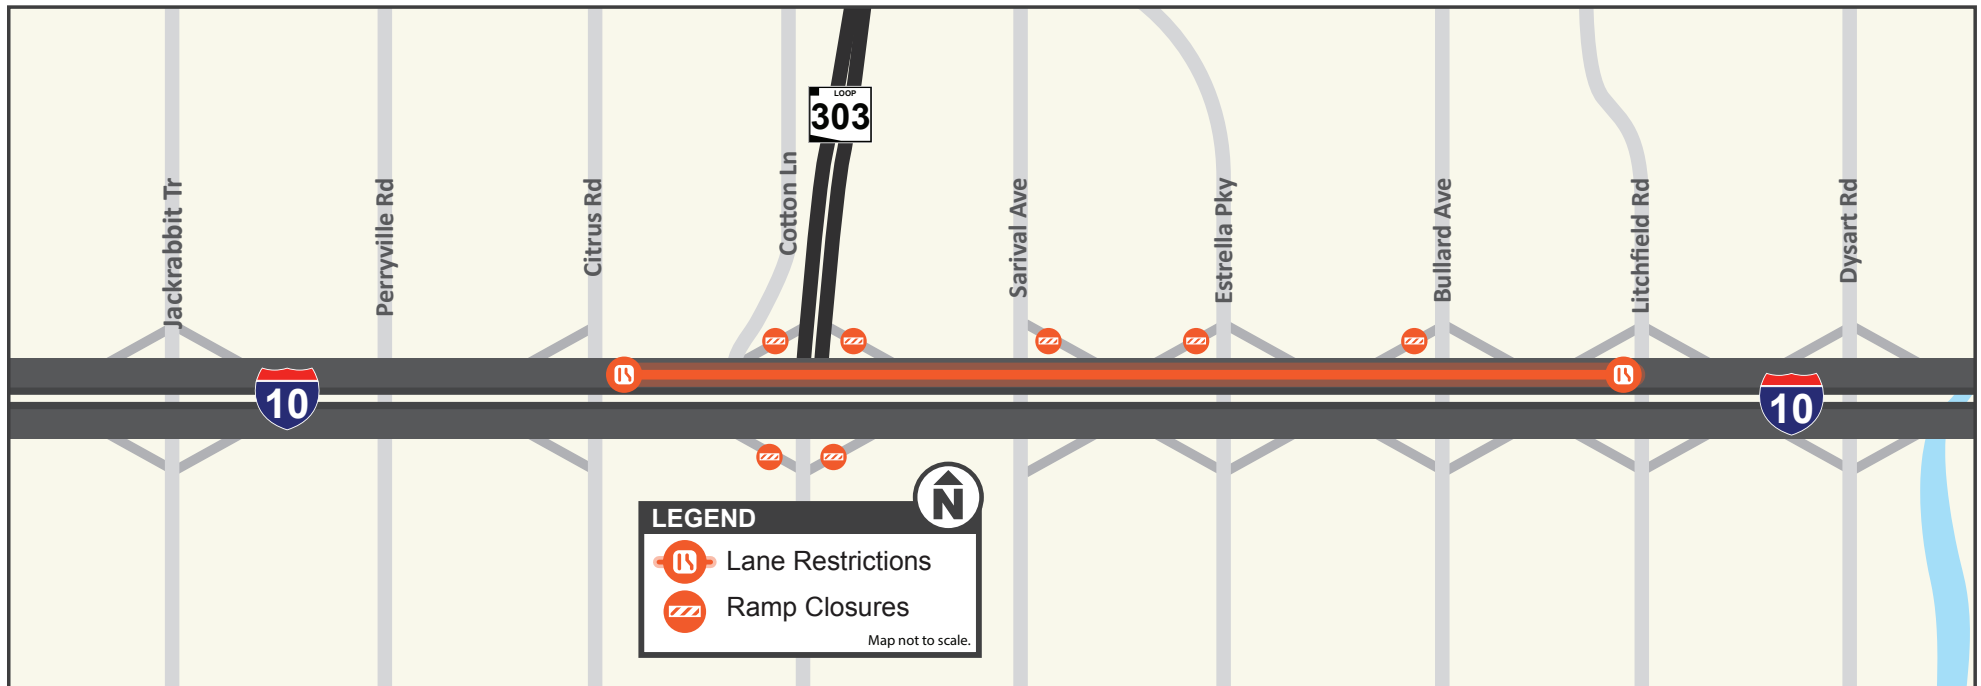 LOOP
303
Jackrabbit Tr
Perryville Rd
Citrus Rd
Cotton Ln
Sarival Ave
Estrella Pky
Bullard Ave
Litchfield Rd
Dysart Rd
10
10
N
LEGEND
Lane Restrictions
Ramp Closures
Map not to scale.